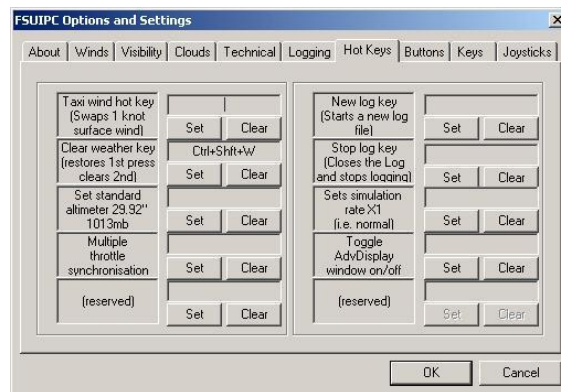 FSUIPC Options and Settings
About Winds Visibility Clouds Technical Logging Hot Keys Buttons Keys Joysticks
Taxi wind hot key
(Swaps 1 knot
surface wind)
Set Clear
Clear weather key
(restores 1st press
clears 2nd)
Ctrl+Shft+W
Set Clear
Set standard
altimeter 29.92"
1013mb
Set Clear
Multiple
throttle
synchronisation
Set Clear
(reserved)
Set Clear
New log key
(Starts a new log
file)
Set Clear
Stop log key
(Closes the Log
and stops logging)
Set Clear
Sets simulation
rate X1
(i.e. normal)
Set Clear
Toggle
AdvDisplay
window on/off
Set Clear
(reserved)
Set Clear
OK Cancel